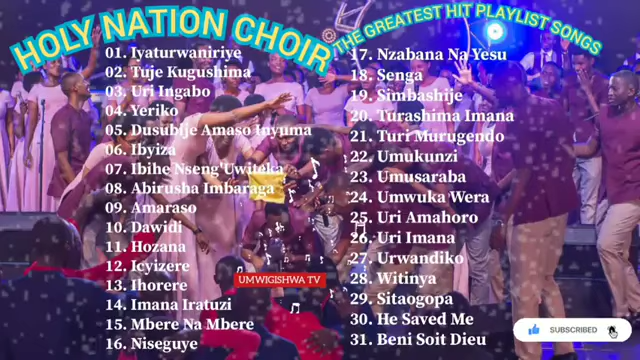 HOLY NATION CHOIR
THE GREATEST HIT PLAYLIST SONGS
01. Iyaturwaniriye
02. Tuje Kugushima
03. Uri Ingabo
04. Yeriko
05. Dusubije Amaso Inyuma
06. Ibyiza
07. Ibihe Nseng'Uwiteka
08. Abirusha Imbaraga
09. Amaraso
10. Dawidi
11. Hozana
12. Icyizere
13. Ihorere
14. Imana Iratuzi
15. Mbere Na Mbere
16. Niseguye
17. Nzabana Na Yesu
18. Senga
19. Simbashije
20. Turashima Imana
21. Turi Murugendo
22. Umukunzi
23. Umusaraba
24. Umwuka Wera
25. Uri Amahoro
26. Uri Imana
27. Urwandiko
28. Witinya
29. Sitaogopa
30. He Saved Me
31. Beni Soit Dieu
UMWIGISHWA TV
SUBSCRIBED